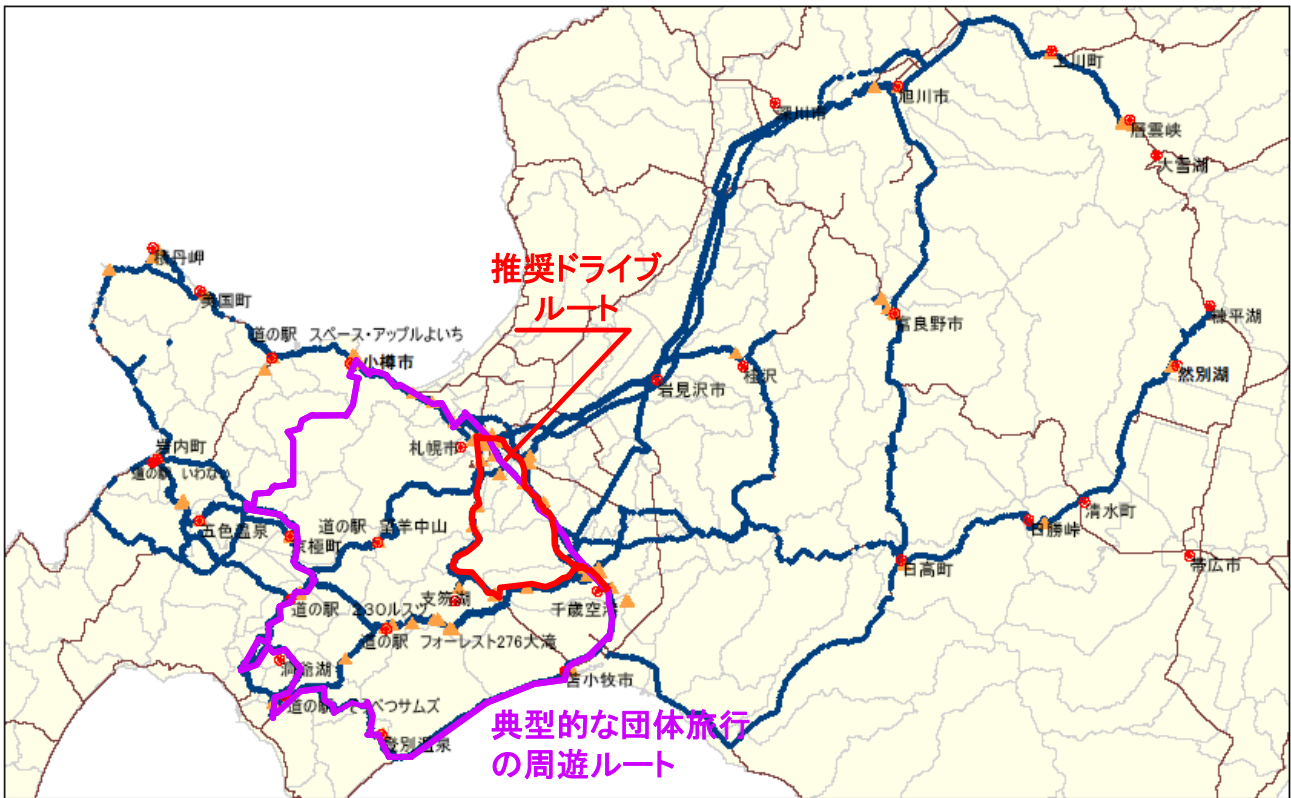 上川町
旭川市
深川市
層雲峡
大雪湖
積丹岬
推奨ドライブ
ルート
美国町
糠平湖
富良野市
道の駅 スペース・アップルよいち
小樽市
然別湖
桂沢
岩見沢市
岩内町
札幌市
道の駅 いわない
清水町
道の駅 望羊中山
五色温泉
日勝峠
京極町
帯広市
日高町
支笏湖
千歳空港
道の駅 230ルスツ
道の駅 フォーレスト276大滝
洞爺湖
苫小牧市
道の駅 そうべつサムズ
典型的な団体旅行
の周遊ルート
登別温泉